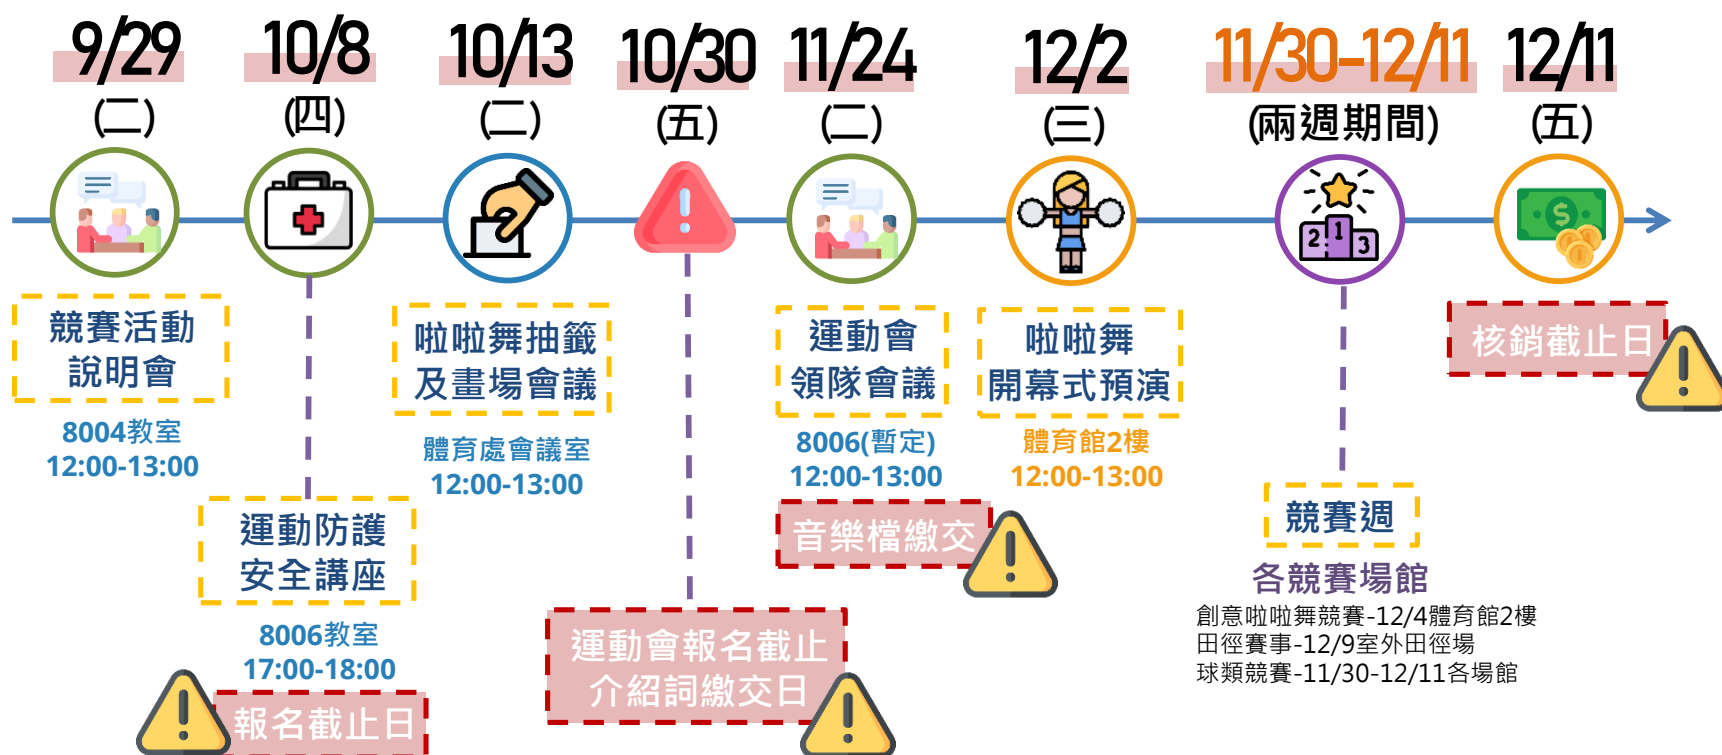 9/29
(二)
競賽活動
說明會
8004教室
12:00-13:00
10/8
(四)
運動防護
安全講座
8006教室
17:00-18:00
報名截止日
10/13
(二)
啦啦舞抽籤
及畫場會議
體育處會議室
12:00-13:00
10/30
(五)
運動會報名截止
介紹詞繳交日
11/24
(二)
運動會
領隊會議
8006(暫定)
12:00-13:00
音樂檔繳交
12/2
(三)
啦啦舞
開幕式預演
體育館2樓
12:00-13:00
11/30-12/11
(兩週期間)
2 1 3
競賽週
各競賽場館
創意啦啦舞競賽-12/4體育館2樓
田徑賽事-12/9室外田徑場
球類競賽-11/30-12/11各場館
12/11
(五)
$
核銷截止日